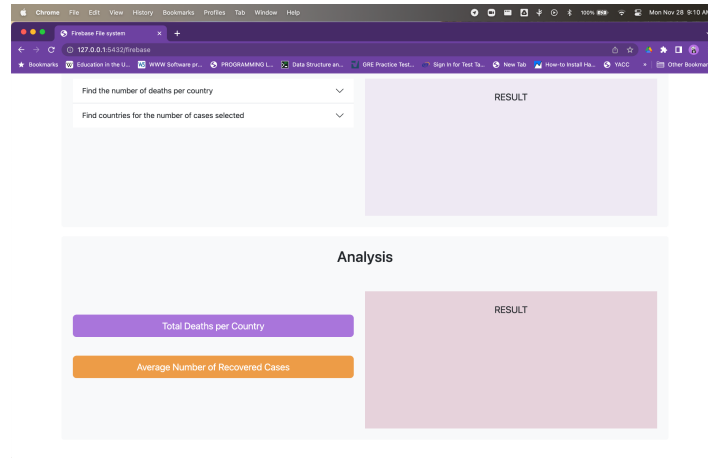 Chrome File Edit View History Bookmarks Profiles Tab Window Help 100% Mon Nov 28 9:10 AM
Firebase File system
127.0.0.1:5432/firebase
Bookmarks Education in the U... WWW Software pr... PROGRAMMING L... Data Structure an... GRE Practice Test... Sign In for Test Ta... New Tab How-to Install Ha... YACC » Other Bookmar
Find the number of deaths per country
Find countries for the number of cases selected
RESULT
Analysis
Total Deaths per Country
Average Number of Recovered Cases
RESULT